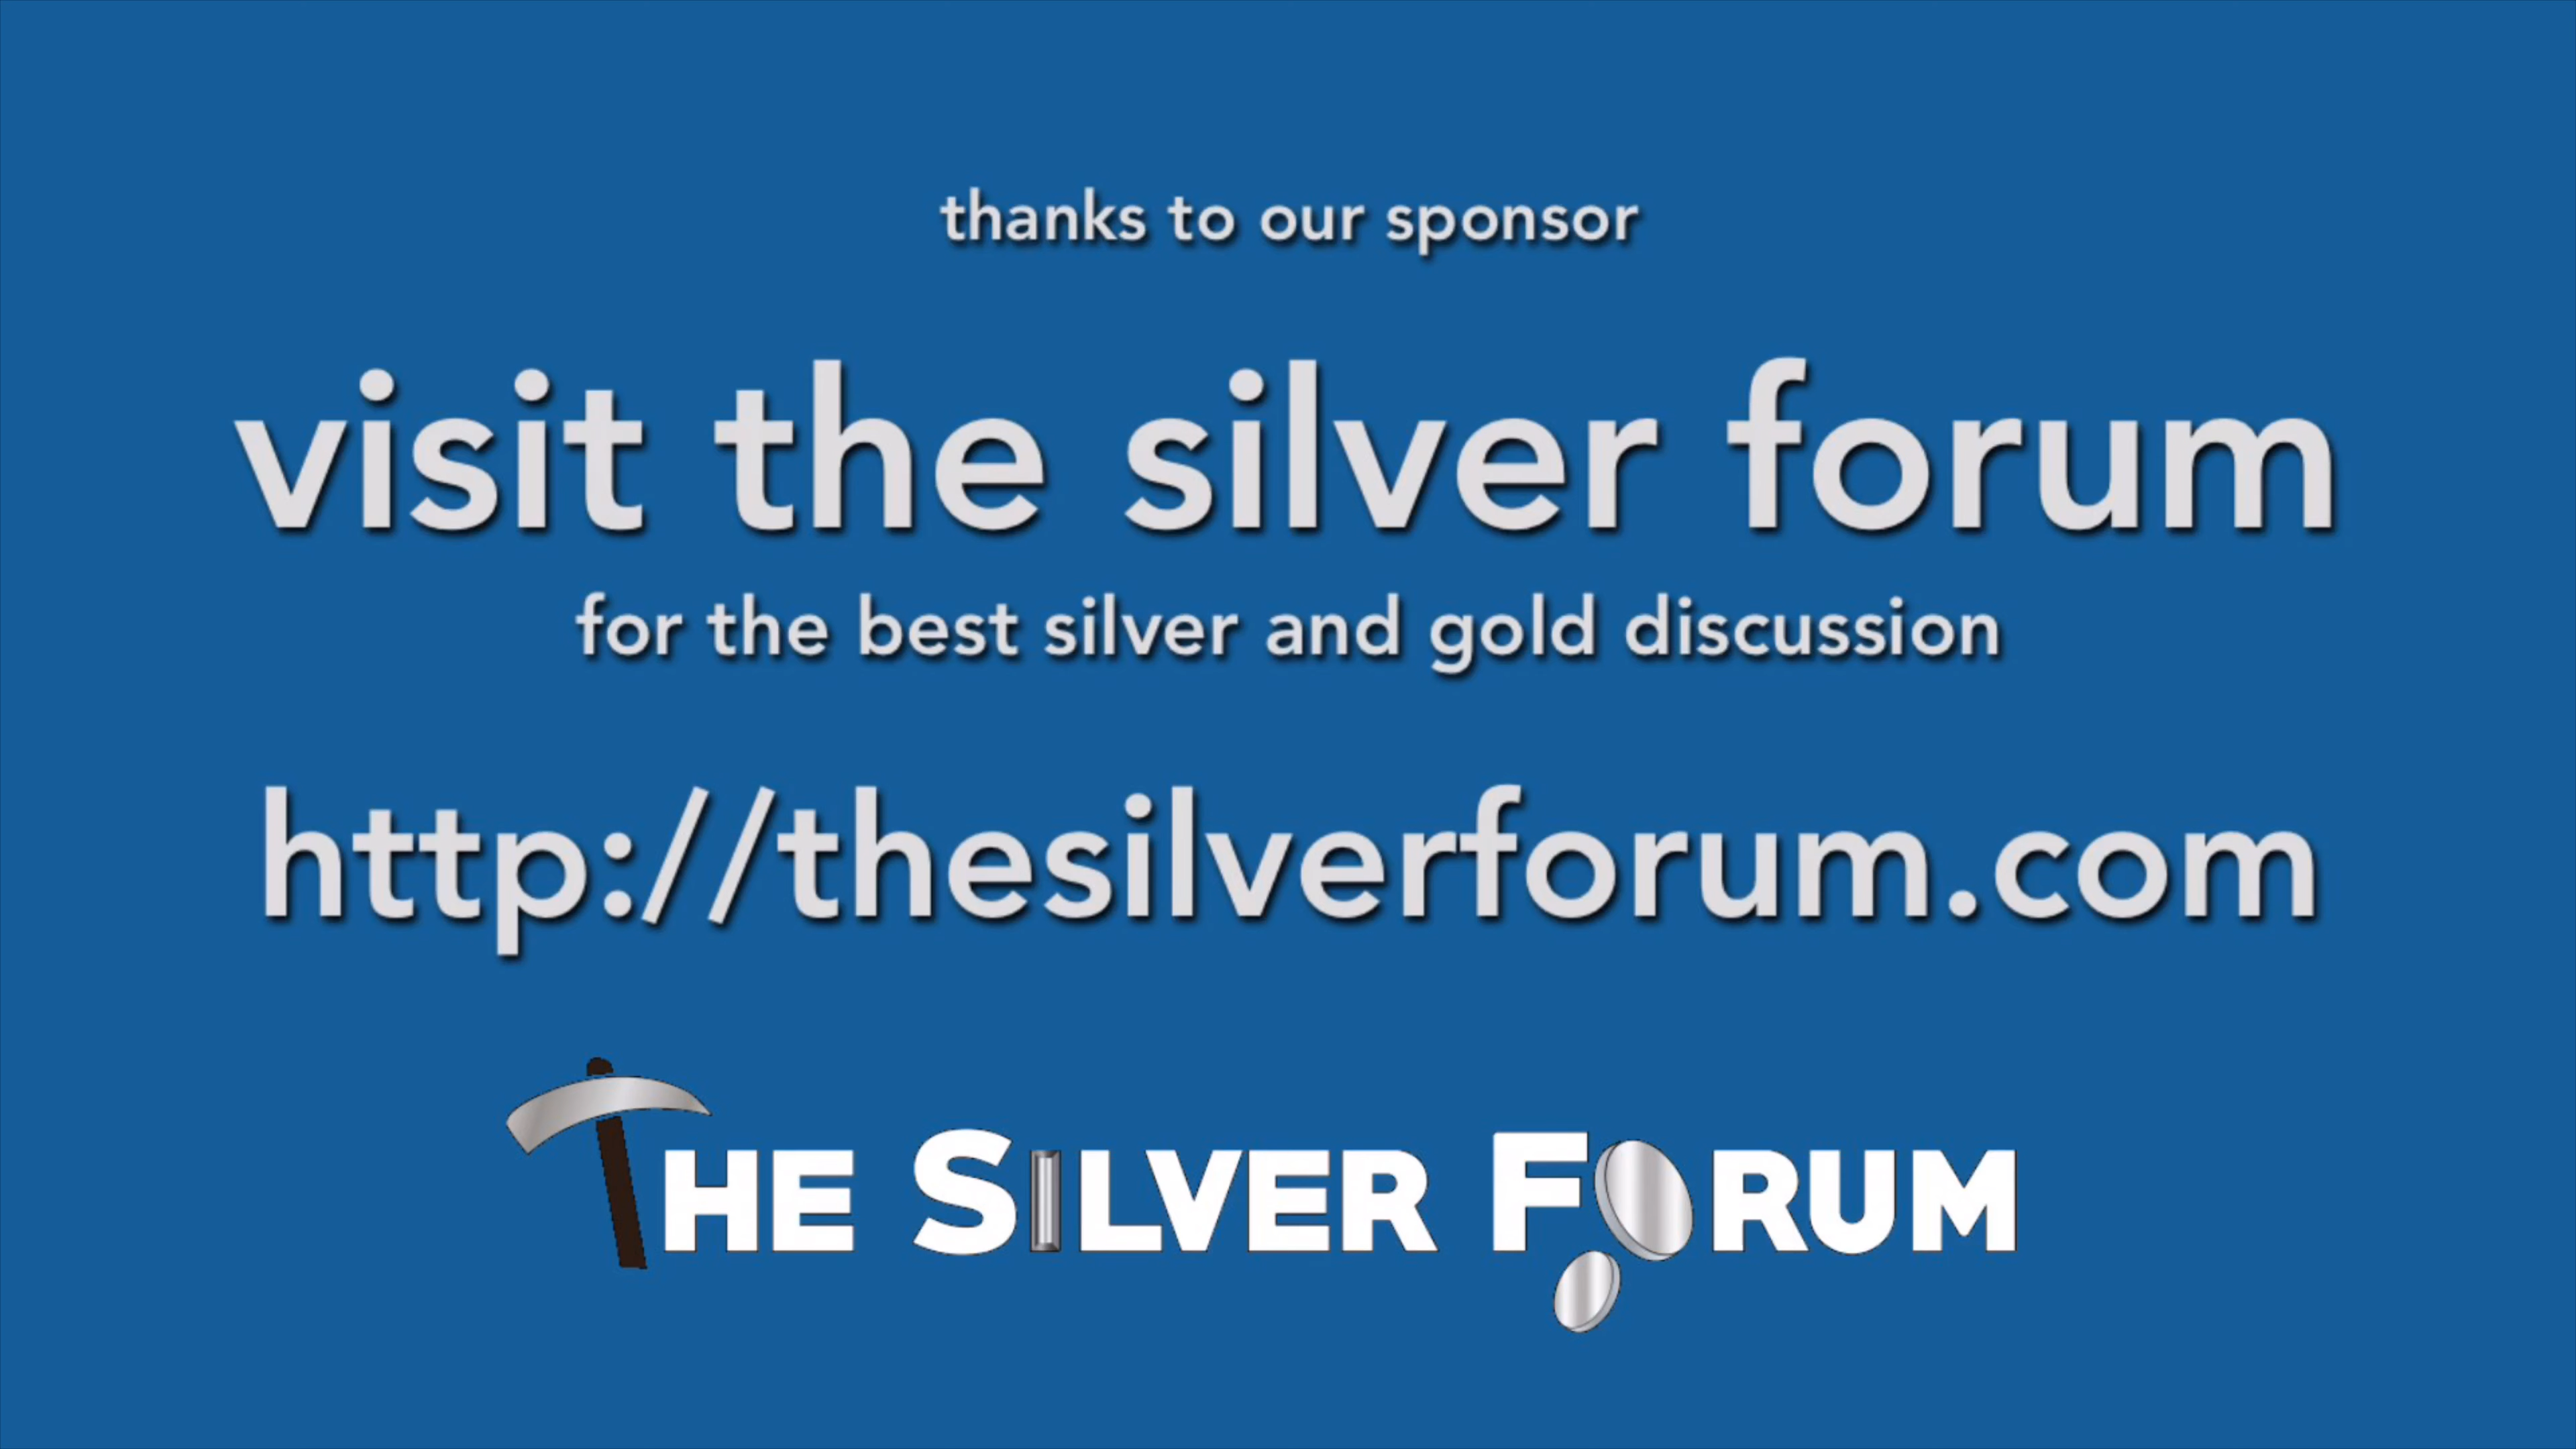 thanks to our sponsor
visit the silver forum
for the best silver and gold discussion
http://thesilverforum.com
THE SILVER FORUM